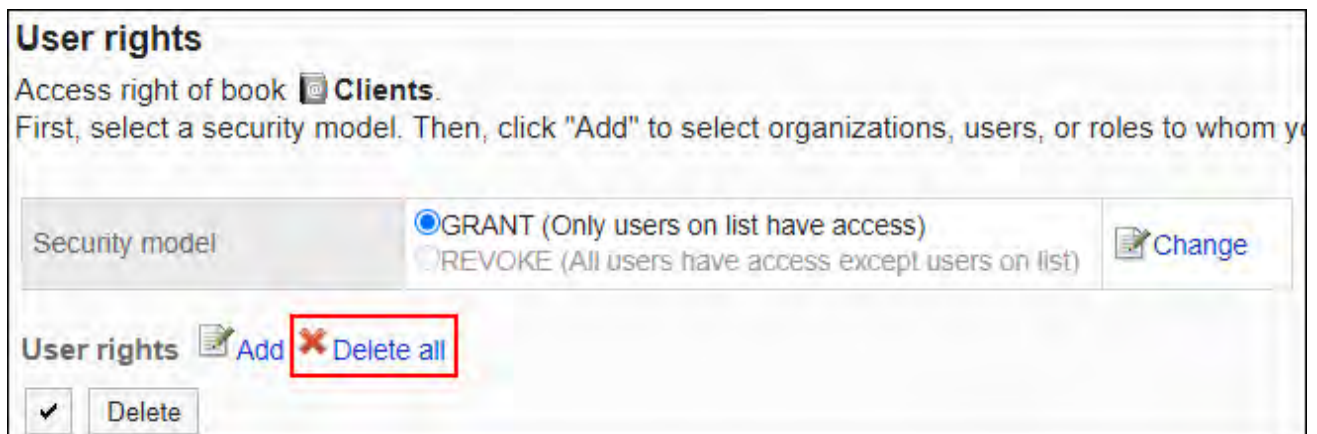 User rights
Access right of book Clients.
First, select a security model. Then, click "Add" to select organizations, users, or roles to whom
Security model
GRANT (Only users on list have access)
REVOKE (All users have access except users on list)
Change
User rights Add Delete all
Delete